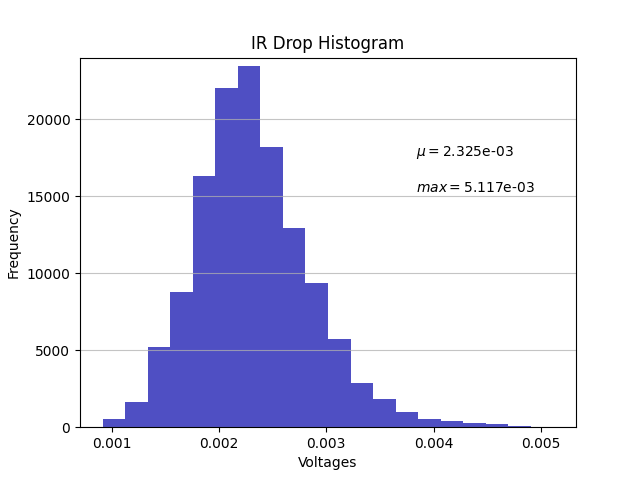 IR Drop Histogram
20000
15000
10000
5000
0
Frequency
μ = 2.325e-03
max = 5.117e-03
0.001 0.002 0.003 0.004 0.005
Voltages